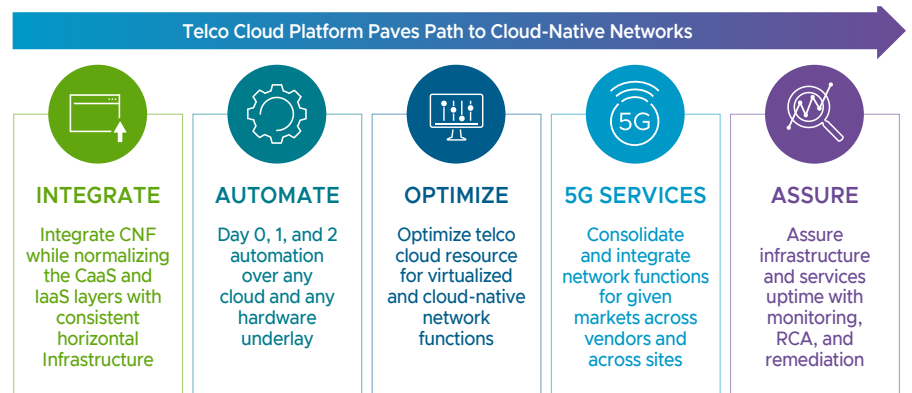 Telco Cloud Platform Paves Path to Cloud-Native Networks
INTEGRATE
Integrate CNF
while normalizing
the CaaS and
IaaS layers with
consistent
horizontal
Infrastructure
AUTOMATE
Day 0, 1, and 2
automation
over any
cloud and any
hardware
underlay
OPTIMIZE
Optimize telco
cloud resource
for virtualized
and cloud-native
network
functions
5G
5G SERVICES
Consolidate
and integrate
network functions
for given
markets across
vendors and
across sites
ASSURE
Assure
infrastructure
and services
uptime with
monitoring,
RCA, and
remediation